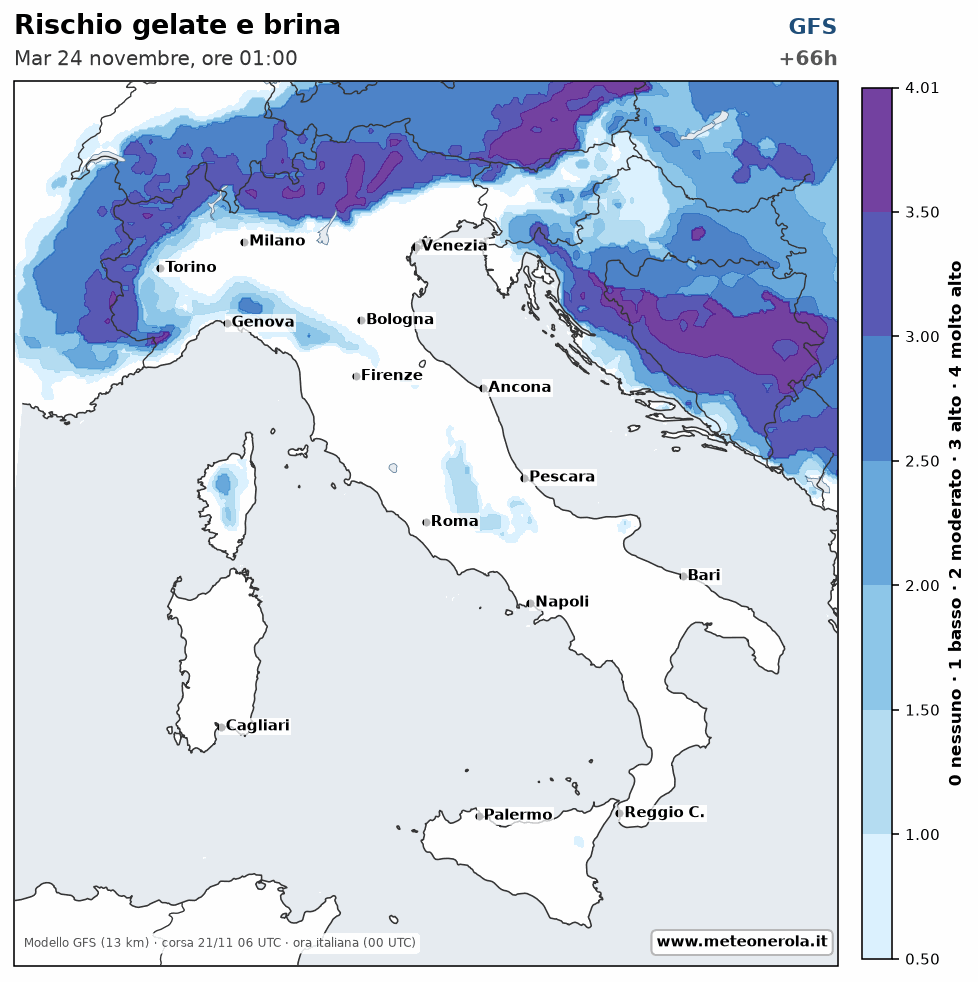 Rischio gelate e brina
GFS
Mar 24 novembre, ore 01:00
+66h
4.01
3.50
3.00
2.50
2.00
1.50
1.00
0.50
0 nessuno · 1 basso · 2 moderato · 3 alto · 4 molto alto
Milano
Venezia
Torino
Genova
Bologna
Firenze
Ancona
Pescara
Roma
Bari
Napoli
Cagliari
Palermo
Reggio C.
Modello GFS (13 km) · corsa 21/11 06 UTC · ora italiana (00 UTC)
www.meteonerola.it